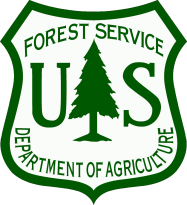 FOREST SERVICE
U S
DEPARTMENT OF AGRICULTURE